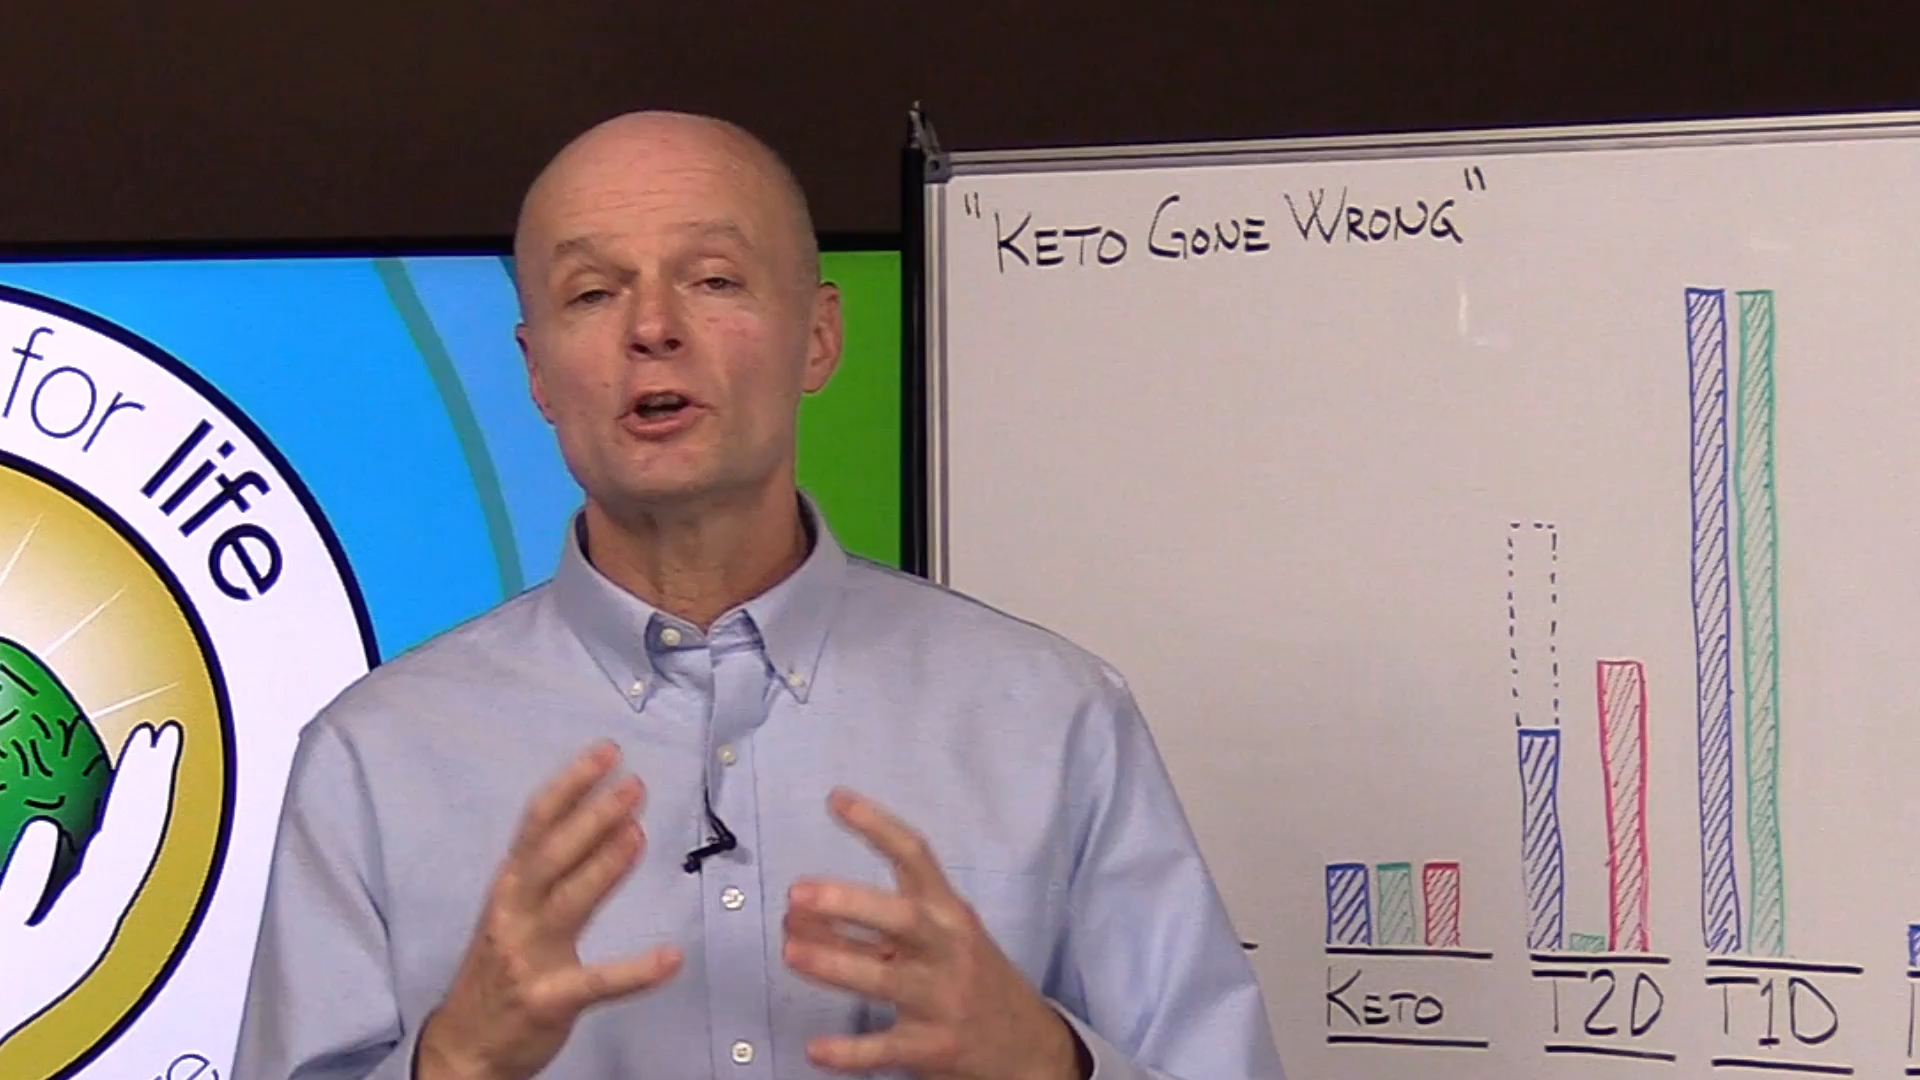 for life
"KETO GONE WRONG"
KETO
T2D
T1D